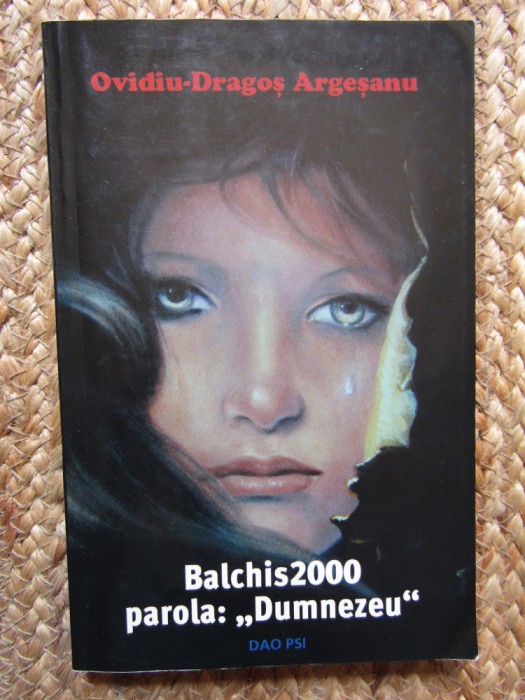 Ovidiu-Dragoş Argeşanu
Balchis2000
parola: „Dumnezeu“
DAO PSI